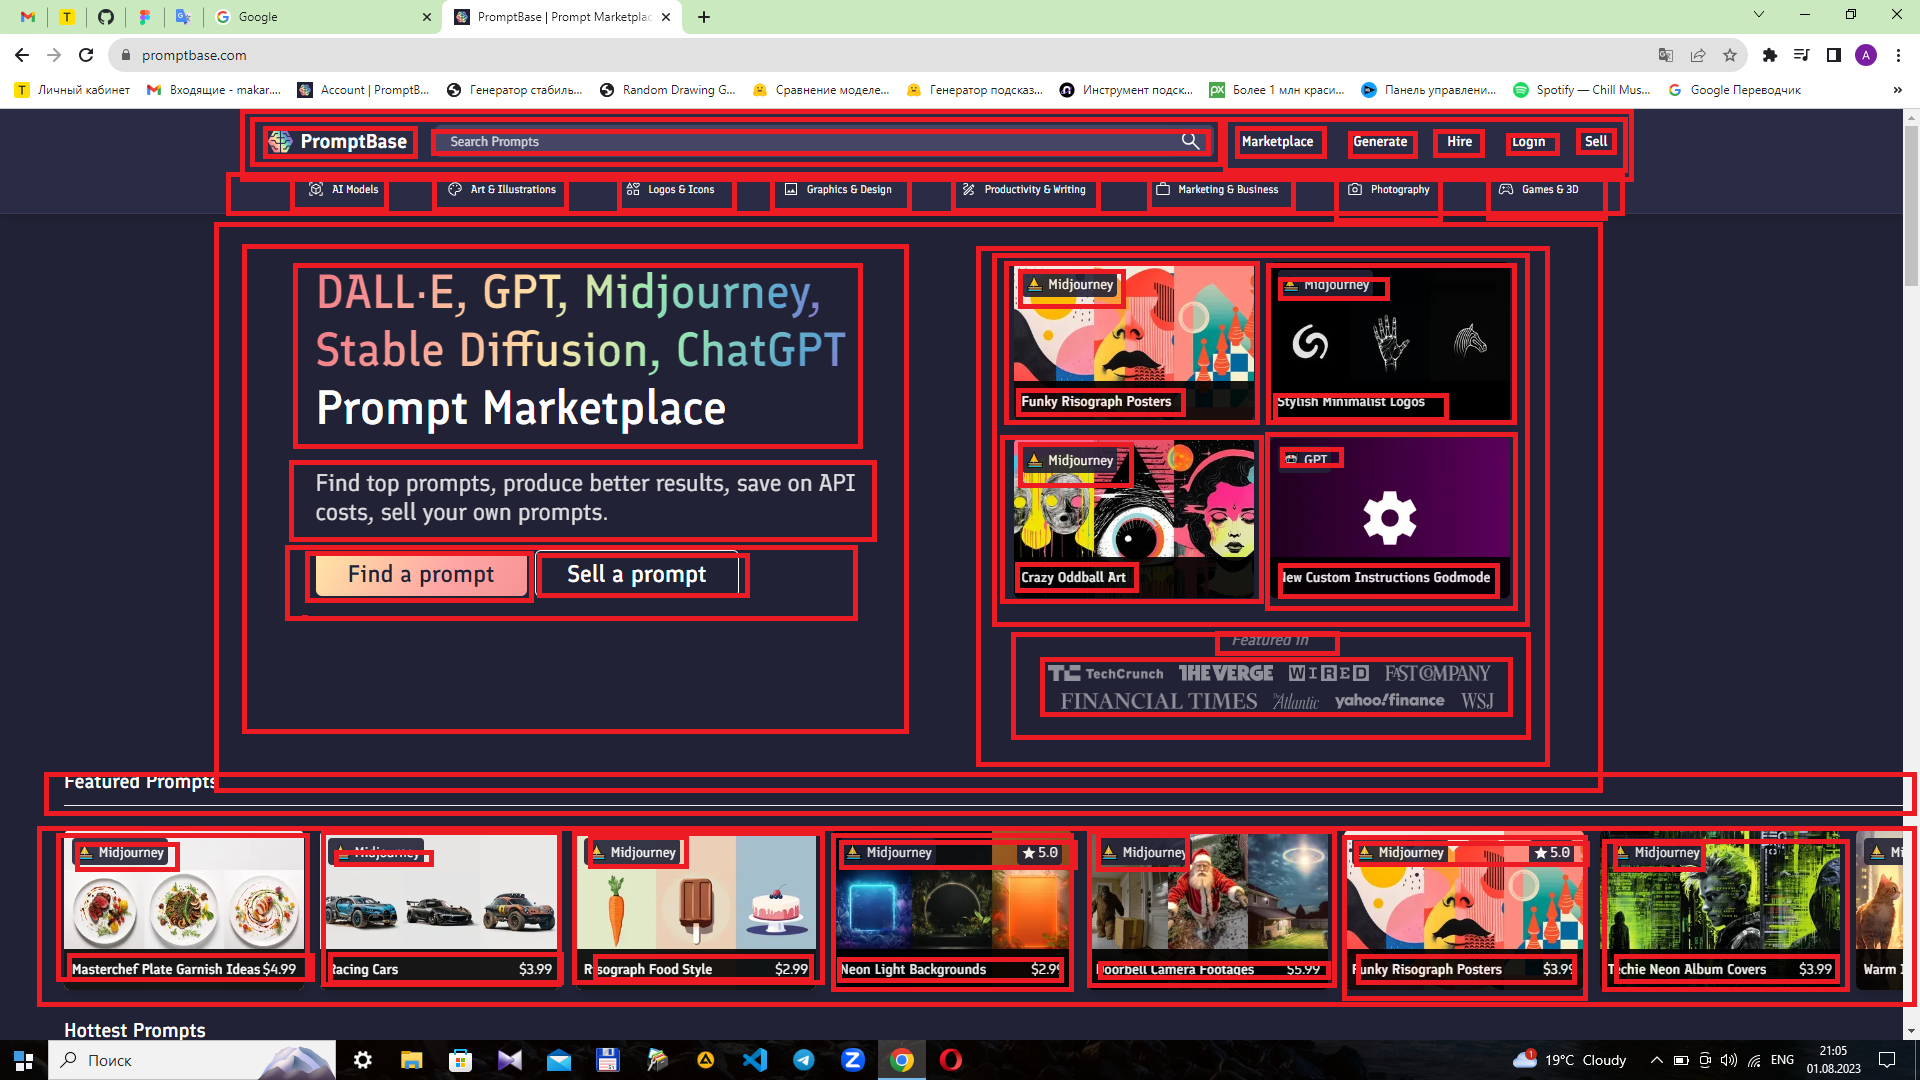 Google
PromptBase | Prompt Marketplac
promptbase.com
A
Личный кабинет
Входящие - makar....
Account | PromptB...
Генератор стабиль...
Random Drawing G...
Сравнение моделе...
Генератор подсказ...
Инструмент подск...
Более 1 млн краси...
Панель управлени...
Spotify — Chill Mus...
Google Переводчик
PromptBase
Search Prompts
Marketplace
Generate
Hire
Login
Sell
AI Models
Art & Illustrations
Logos & Icons
Graphics & Design
Productivity & Writing
Marketing & Business
Photography
Games & 3D
DALL·E, GPT, Midjourney,
Stable Diffusion, ChatGPT
Prompt Marketplace
Find top prompts, produce better results, save on API
costs, sell your own prompts.
Find a prompt
Sell a prompt
Midjourney
Funky Risograph Posters
Midjourney
Stylish Minimalist Logos
Midjourney
Crazy Oddball Art
GPT
New Custom Instructions Godmode
Featured in
TechCrunch THE VERGE WIRED FAST COMPANY
FINANCIAL TIMES The Atlantic yahoo!finance WSJ
Featured Prompts
Midjourney
Masterchef Plate Garnish Ideas $4.99
Midjourney
Racing Cars $3.99
Midjourney
Risograph Food Style $2.99
Midjourney 5.0
Neon Light Backgrounds $2.99
Midjourney
Doorbell Camera Footages $5.99
Midjourney 5.0
Funky Risograph Posters $3.99
Midjourney
Techie Neon Album Covers $3.99
Mi
Warm I
Hottest Prompts
Поиск
1
19°C Cloudy
ENG
21:05
01.08.2023